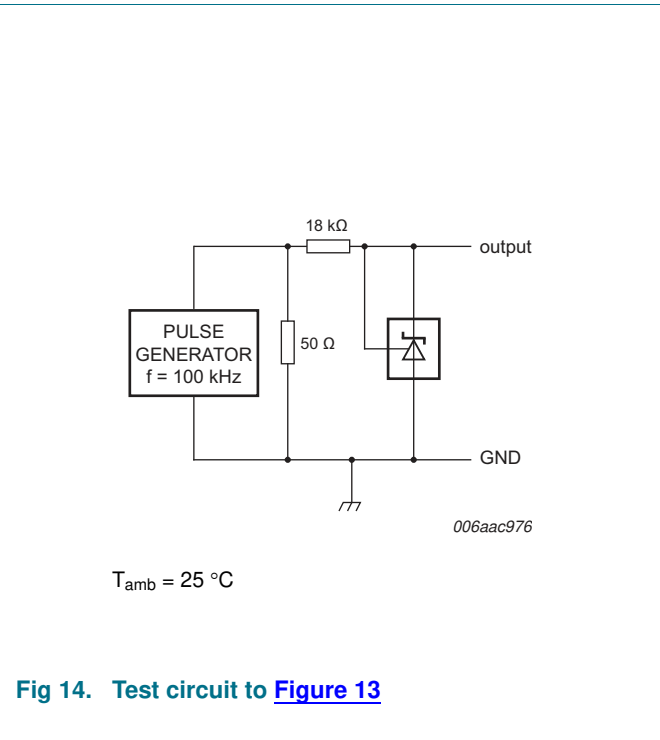 18 kΩ
output
PULSE
GENERATOR
f = 100 kHz
50 Ω
GND
006aac976
Tamb = 25 °C
Fig 14. Test circuit to Figure 13